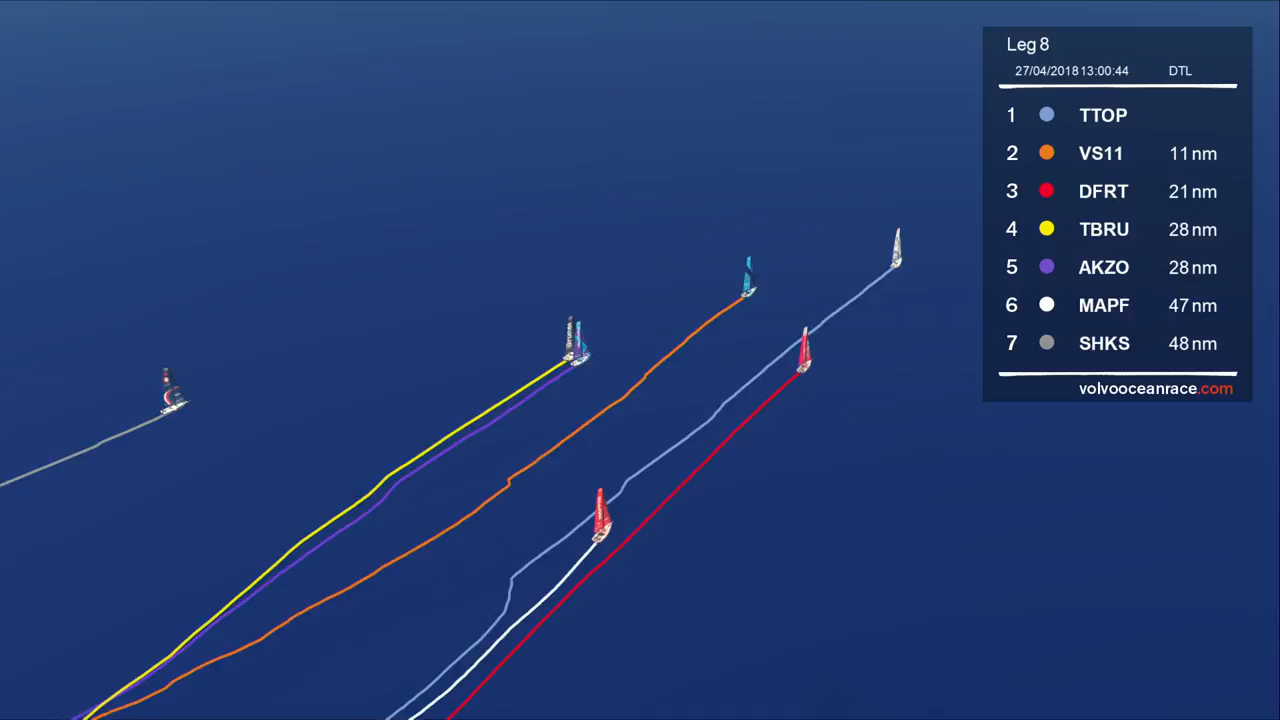 Leg 8
27/04/2018 13:00:44 DTL
1 TTOP
2 VS11 11 nm
3 DFRT 21 nm
4 TBRU 28 nm
5 AKZO 28 nm
6 MAPF 47 nm
7 SHKS 48 nm
volvooceanrace.com